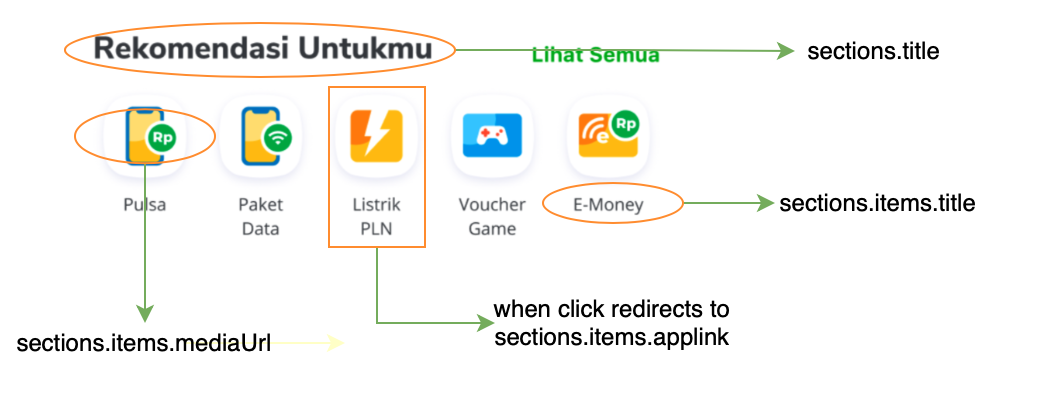 Rekomendasi Untukmu
Lihat Semua
sections.title
Rp
Rp
e
Pulsa
Paket
Data
Listrik
PLN
Voucher
Game
E-Money
sections.items.title
when click redirects to
sections.items.applink
sections.items.mediaUrl